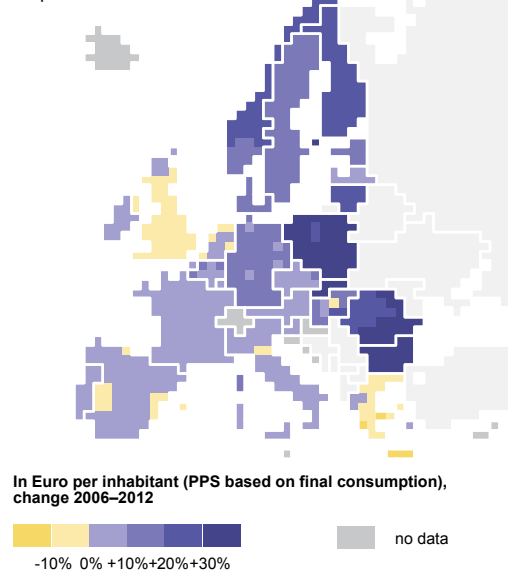 In Euro per inhabitant (PPS based on final consumption),
change 2006–2012
no data
-10% 0% +10%+20%+30%